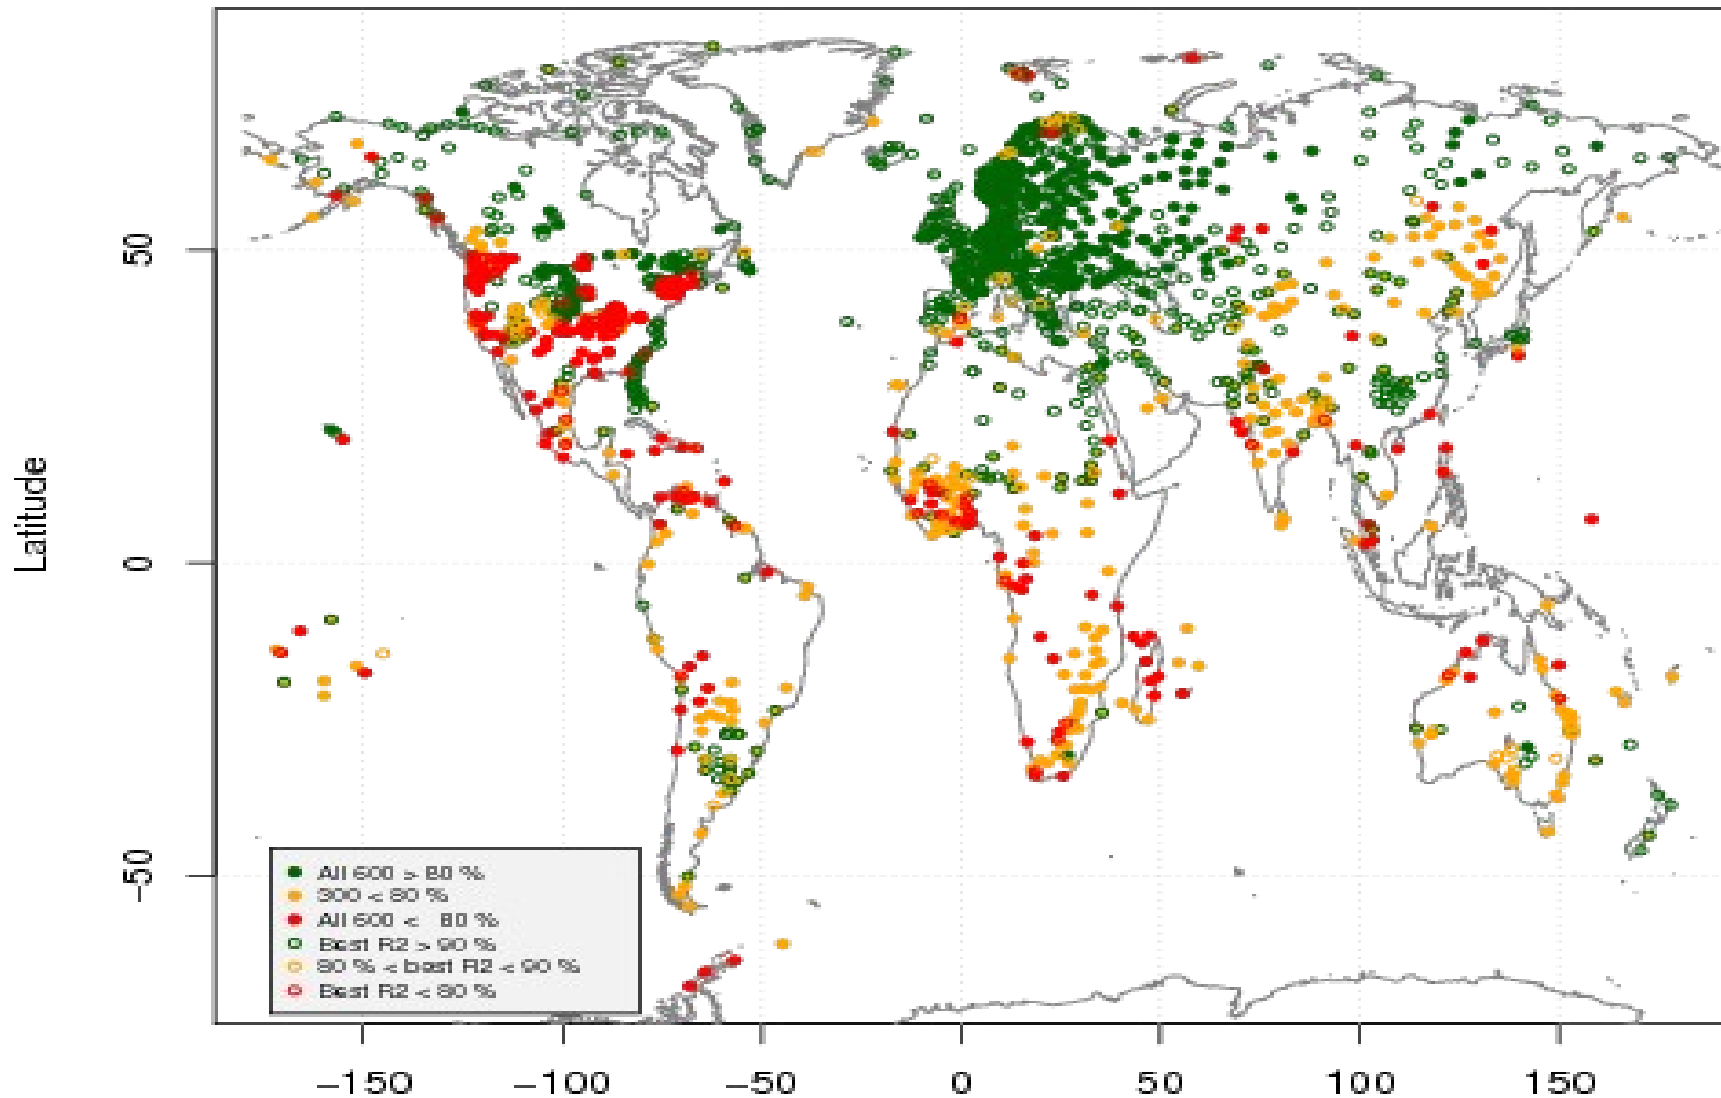 Latitude
50
0
−50
All 600 > 80 %
300 < 80 %
All 600 < 80 %
Best R2 > 90 %
80 % < best R2 < 90 %
Best R2 < 80 %
−150 −100 −50 0 50 100 150